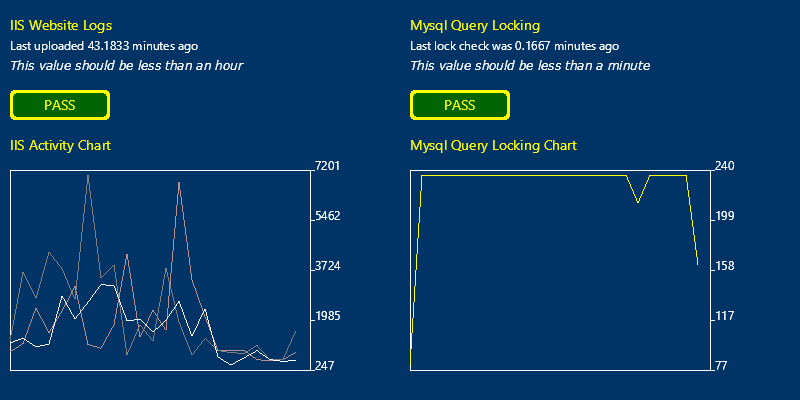 IIS Website Logs
Last uploaded 43.1833 minutes ago
This value should be less than an hour
PASS
IIS Activity Chart
7201
5462
3724
1985
247
Mysql Query Locking
Last lock check was 0.1667 minutes ago
This value should be less than a minute
PASS
Mysql Query Locking Chart
240
199
158
117
77